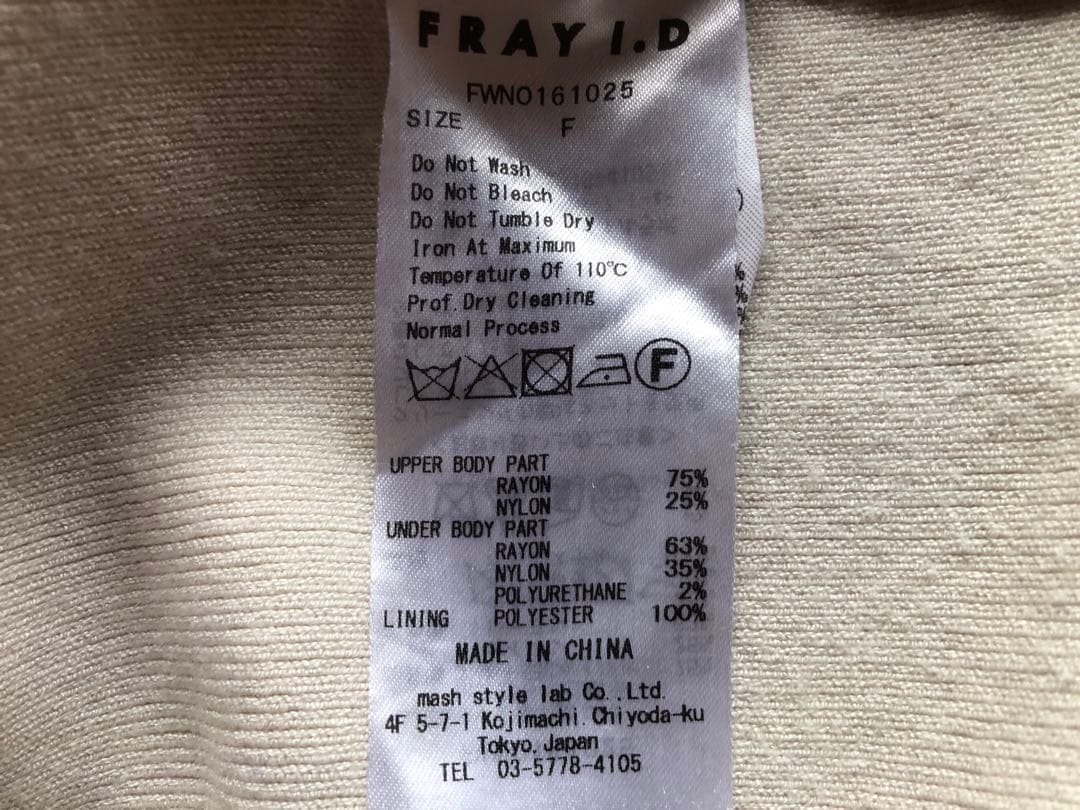 FRAY I.D
FWNO161025
SIZE F
Do Not Wash
Do Not Bleach
Do Not Tumble Dry
Iron At Maximum
Temperature Of 110℃
Prof.Dry Cleaning
Normal Process
F
UPPER BODY PART
RAYON 75%
NYLON 25%
UNDER BODY PART
RAYON 63%
NYLON 35%
POLYURETHANE 2%
LINING POLYESTER 100%
MADE IN CHINA
mash style lab Co.,Ltd.
4F 5-7-1 Kojimachi.Chiyoda-ku
Tokyo,Japan
TEL 03-5778-4105